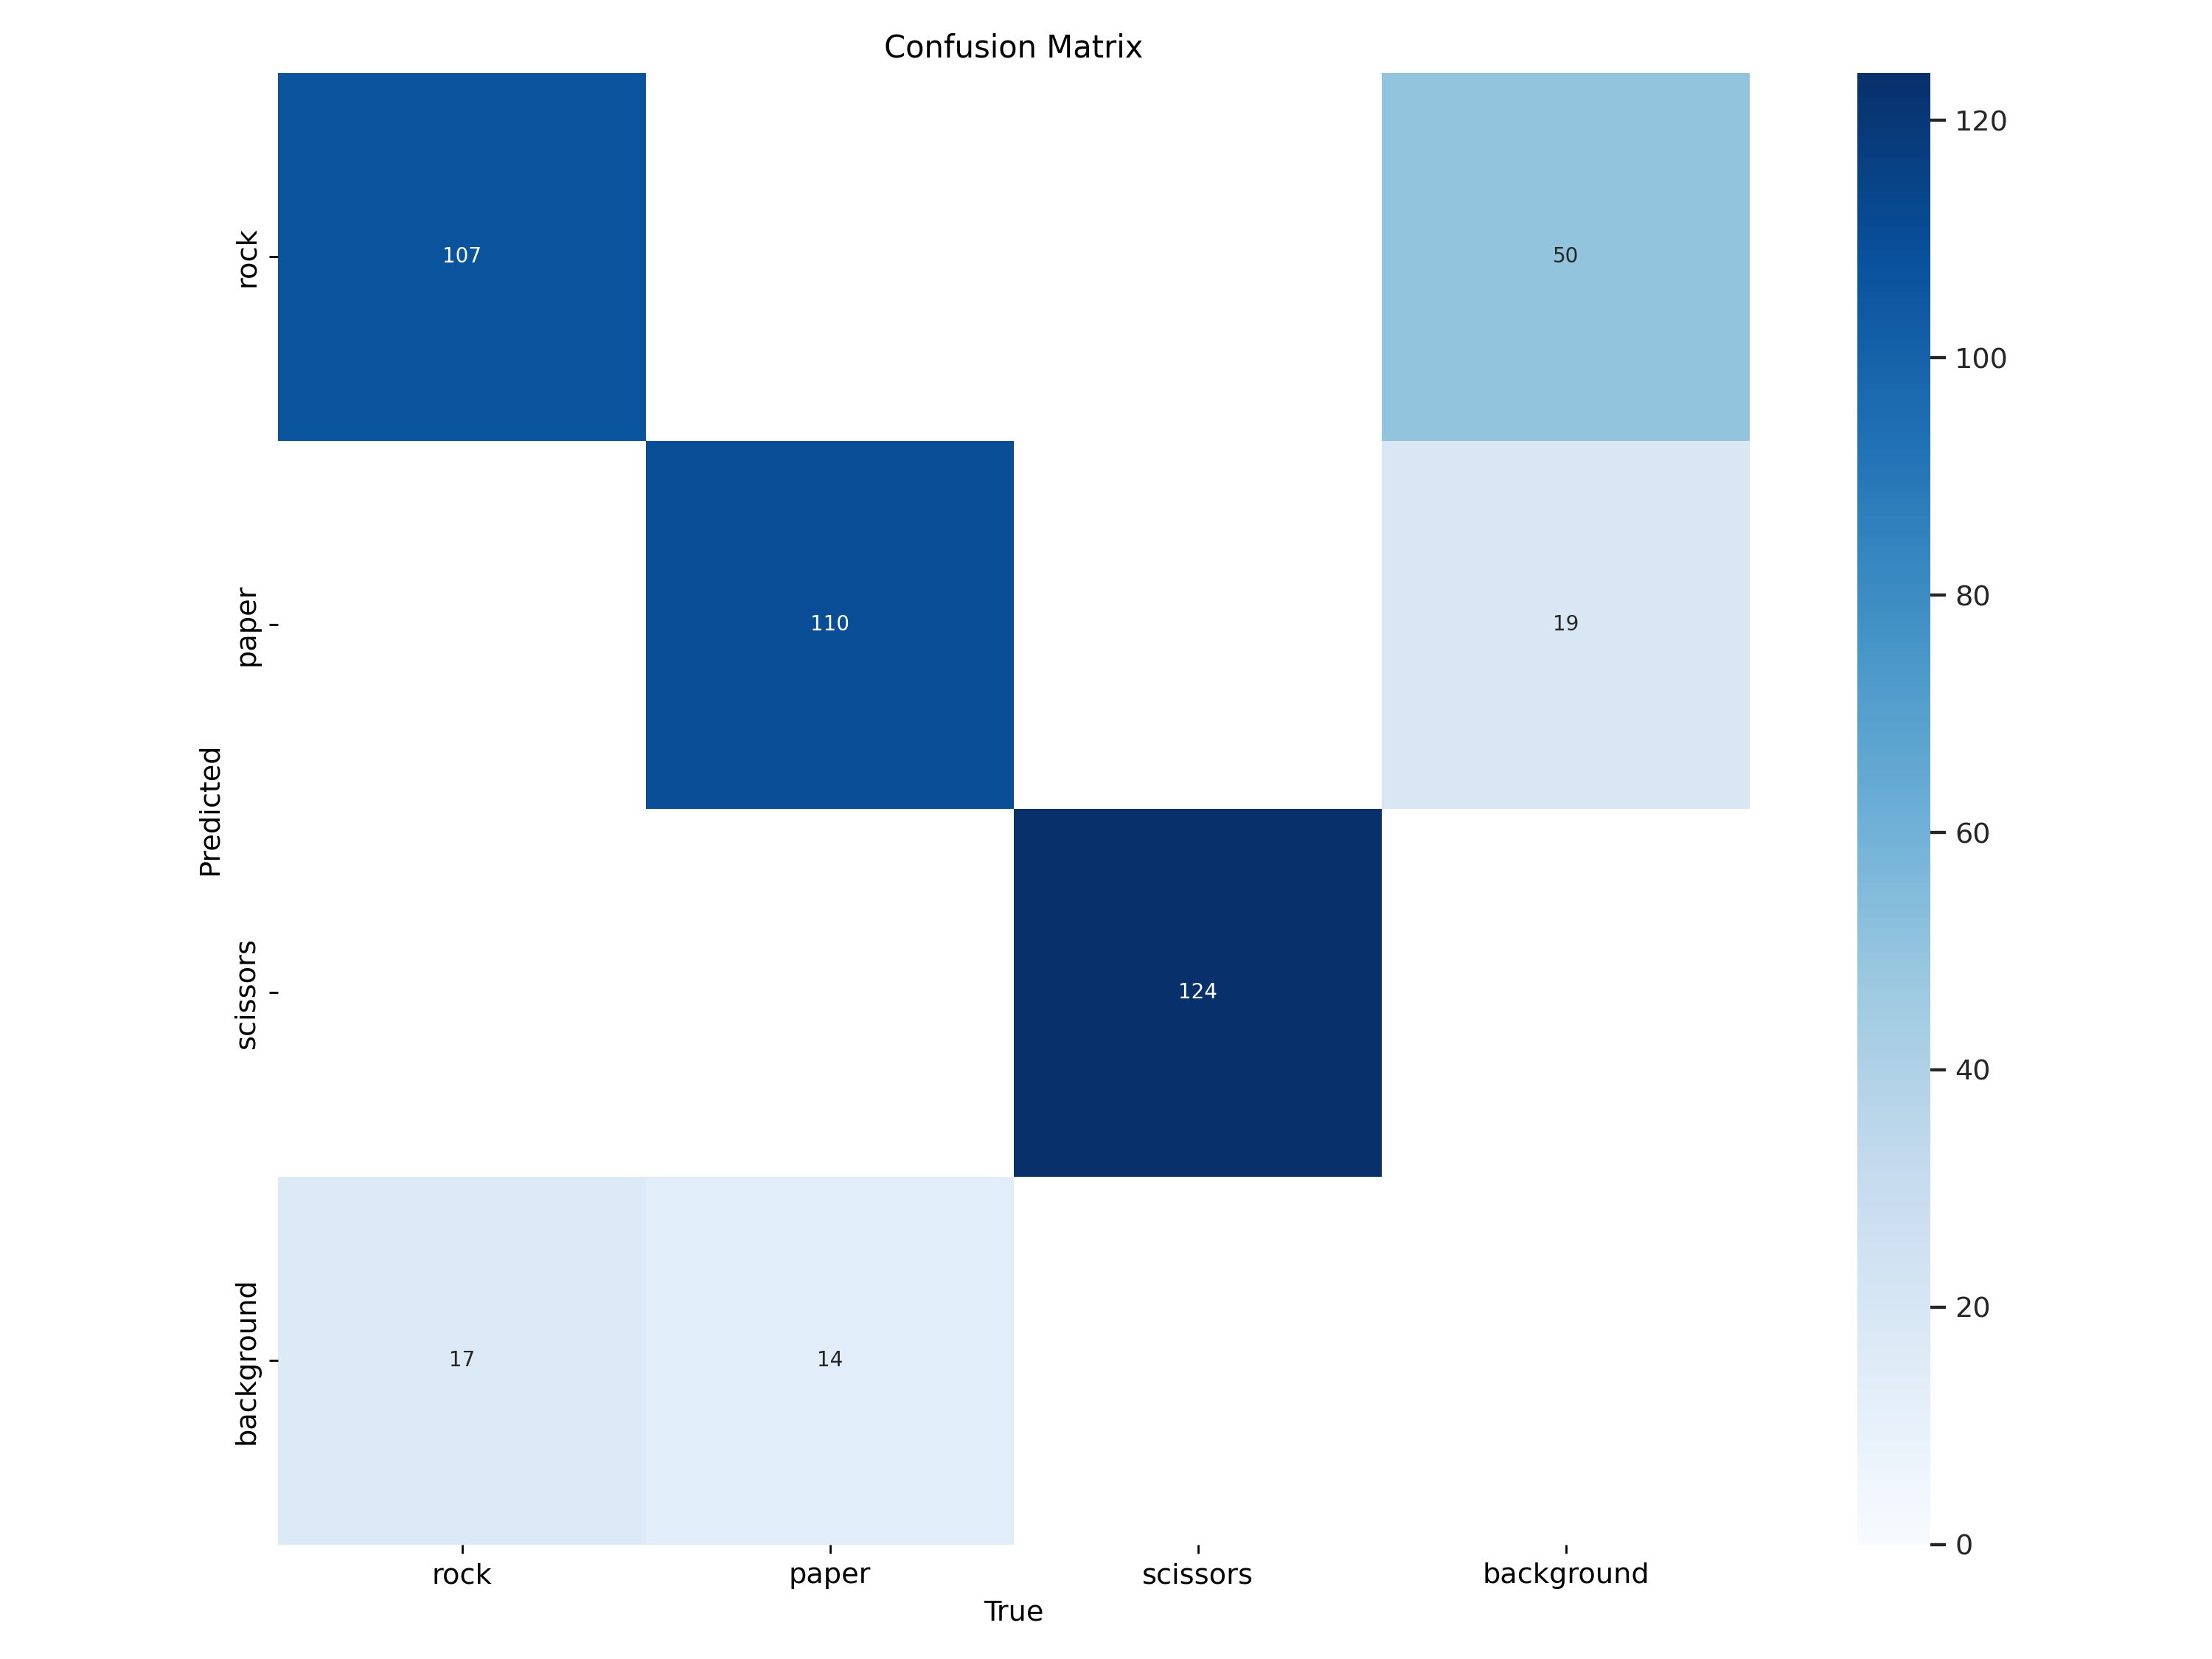 Confusion Matrix
rock
107
50
120
100
paper
110
19
80
60
Predicted
scissors
124
40
20
background
17
14
0
rock
paper
scissors
background
True